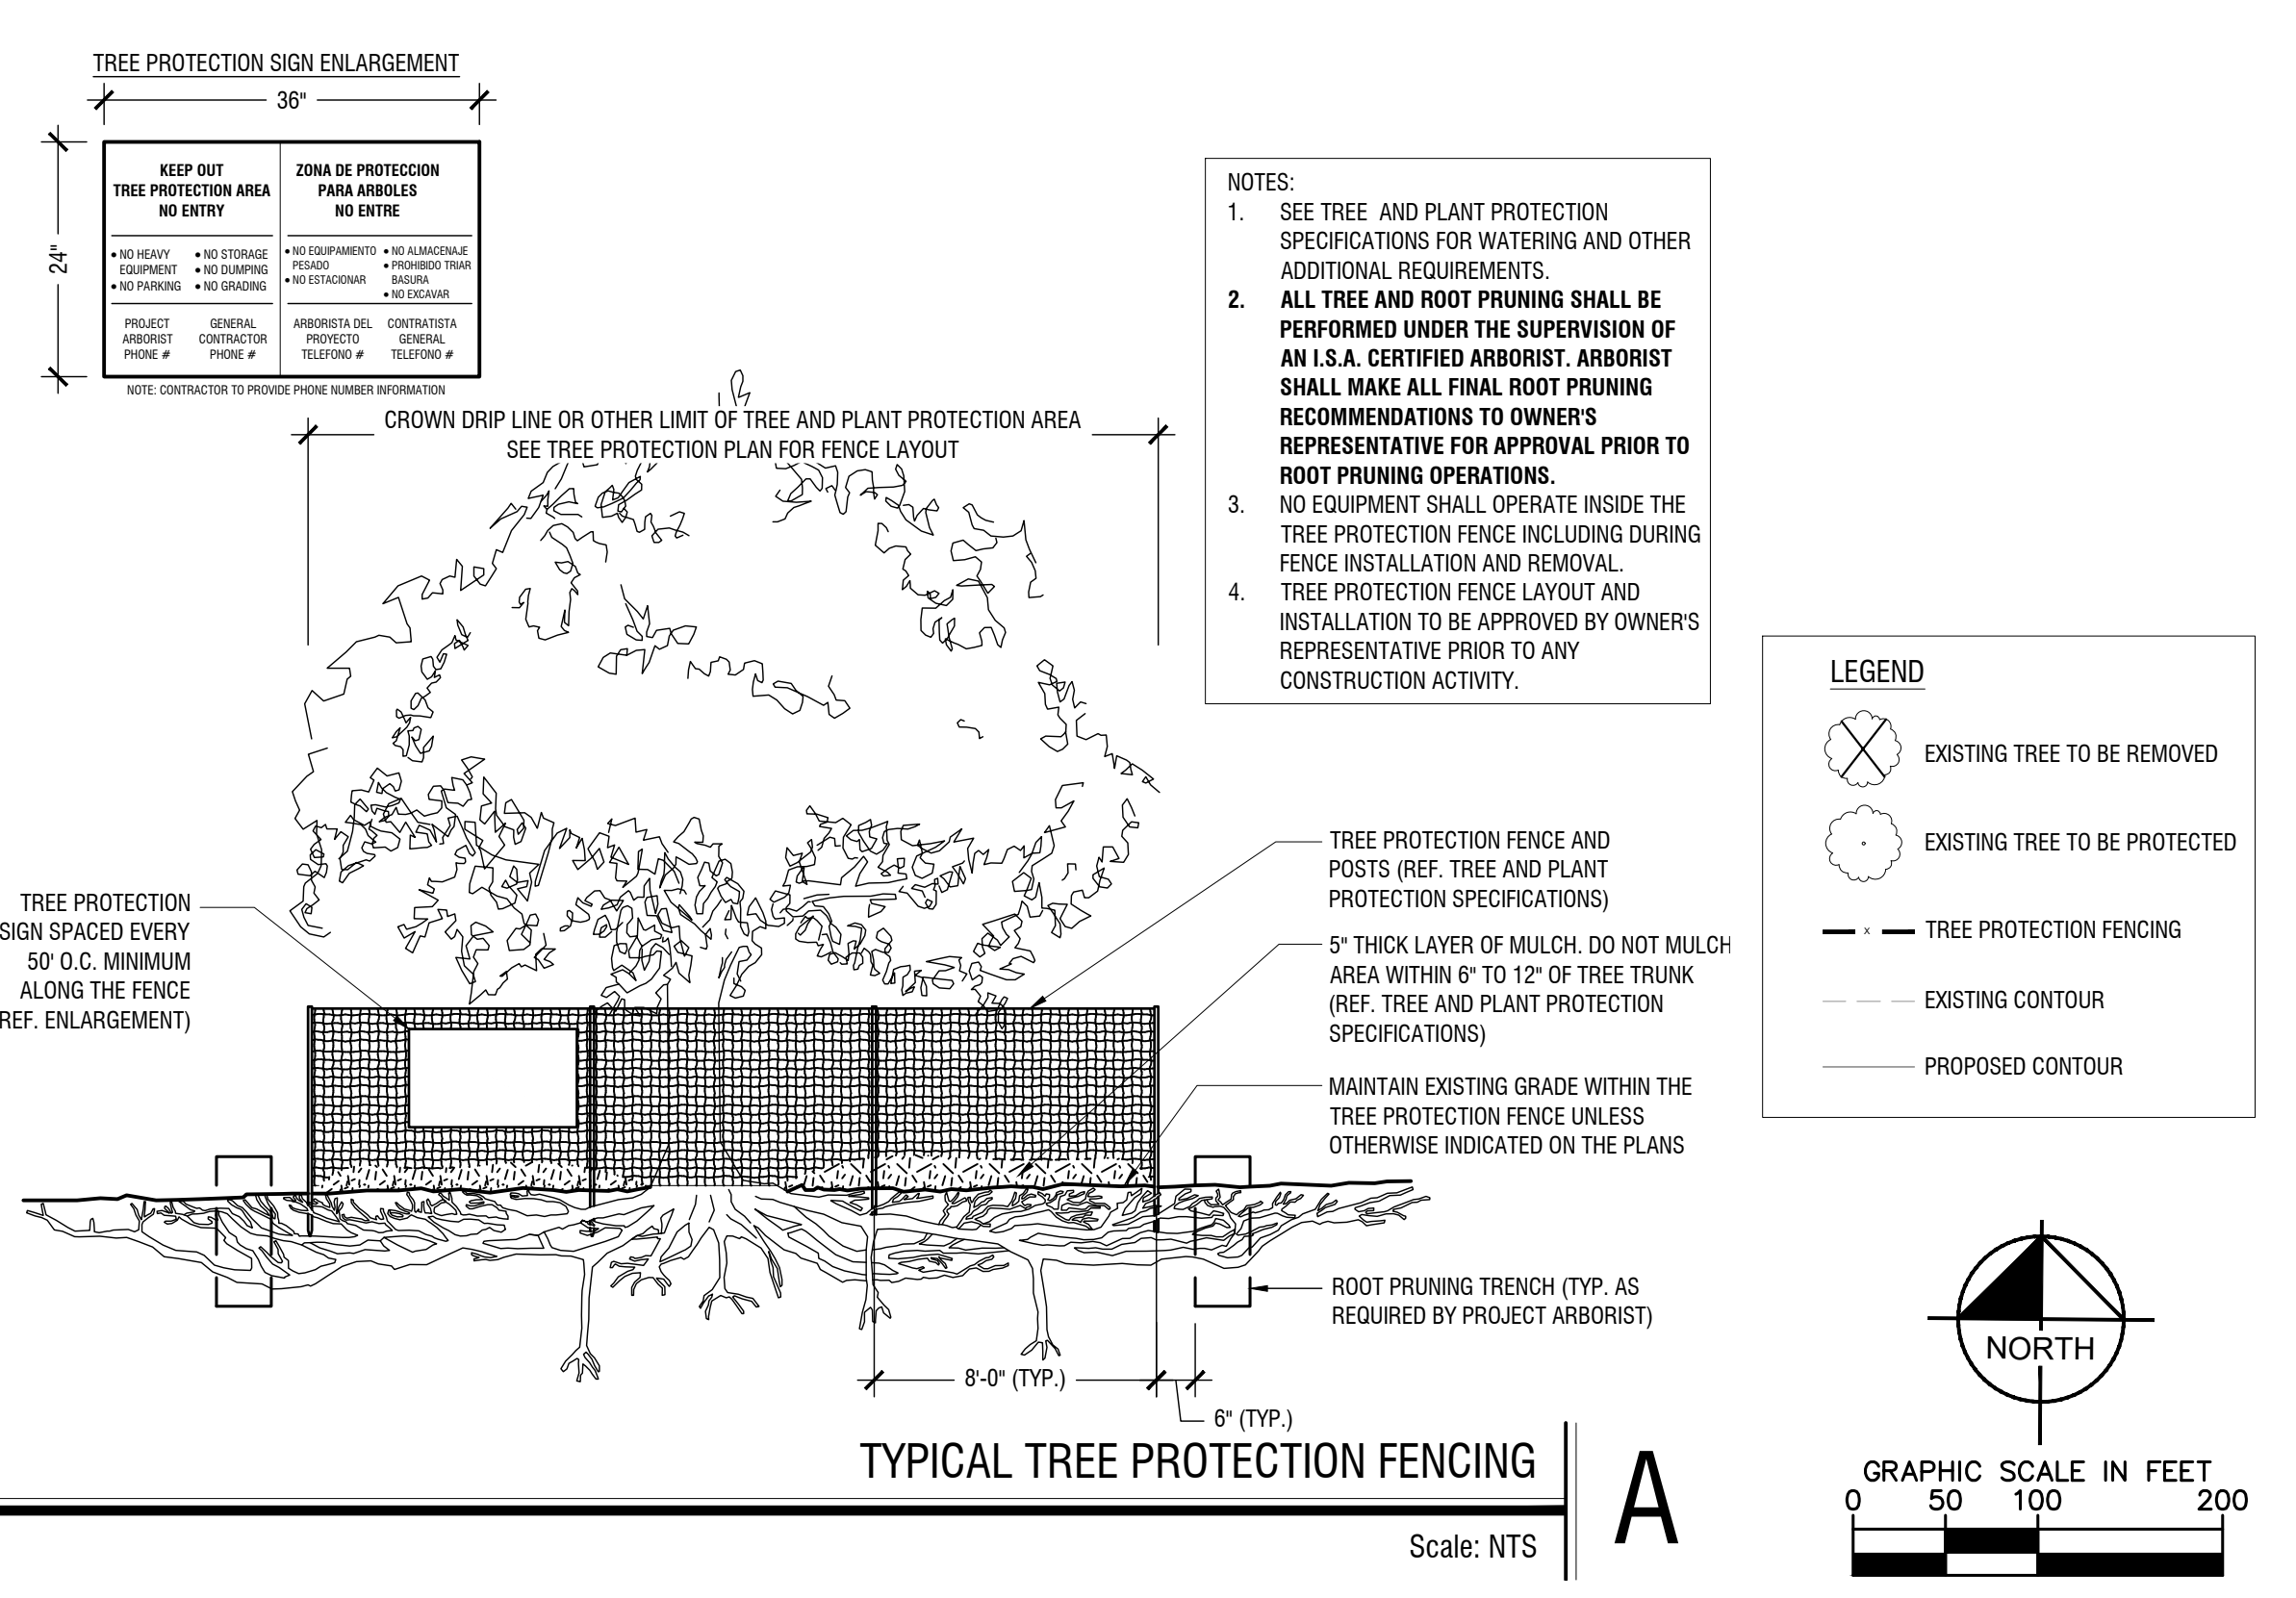 TREE PROTECTION SIGN ENLARGEMENT
36"
24"
KEEP OUT
TREE PROTECTION AREA
NO ENTRY
• NO HEAVY
EQUIPMENT
• NO PARKING
• NO STORAGE
• NO DUMPING
• NO GRADING
PROJECT
ARBORIST
PHONE #
GENERAL
CONTRACTOR
PHONE #
ZONA DE PROTECCION
PARA ARBOLES
NO ENTRE
• NO EQUIPAMIENTO
PESADO
• NO ESTACIONAR
• NO ALMACENAJE
• PROHIBIDO TRIAR
BASURA
• NO EXCAVAR
ARBORISTA DEL
PROYECTO
TELEFONO #
CONTRATISTA
GENERAL
TELEFONO #
NOTE: CONTRACTOR TO PROVIDE PHONE NUMBER INFORMATION
CROWN DRIP LINE OR OTHER LIMIT OF TREE AND PLANT PROTECTION AREA
SEE TREE PROTECTION PLAN FOR FENCE LAYOUT
NOTES:
1. SEE TREE AND PLANT PROTECTION
SPECIFICATIONS FOR WATERING AND OTHER
ADDITIONAL REQUIREMENTS.
2. ALL TREE AND ROOT PRUNING SHALL BE
PERFORMED UNDER THE SUPERVISION OF
AN I.S.A. CERTIFIED ARBORIST. ARBORIST
SHALL MAKE ALL FINAL ROOT PRUNING
RECOMMENDATIONS TO OWNER'S
REPRESENTATIVE FOR APPROVAL PRIOR TO
ROOT PRUNING OPERATIONS.
3. NO EQUIPMENT SHALL OPERATE INSIDE THE
TREE PROTECTION FENCE INCLUDING DURING
FENCE INSTALLATION AND REMOVAL.
4. TREE PROTECTION FENCE LAYOUT AND
INSTALLATION TO BE APPROVED BY OWNER'S
REPRESENTATIVE PRIOR TO ANY
CONSTRUCTION ACTIVITY.
TREE PROTECTION
SIGN SPACED EVERY
50' O.C. MINIMUM
ALONG THE FENCE
REF. ENLARGEMENT)
TREE PROTECTION FENCE AND
POSTS (REF. TREE AND PLANT
PROTECTION SPECIFICATIONS)
5" THICK LAYER OF MULCH. DO NOT MULCH
AREA WITHIN 6" TO 12" OF TREE TRUNK
(REF. TREE AND PLANT PROTECTION
SPECIFICATIONS)
MAINTAIN EXISTING GRADE WITHIN THE
TREE PROTECTION FENCE UNLESS
OTHERWISE INDICATED ON THE PLANS
ROOT PRUNING TRENCH (TYP. AS
REQUIRED BY PROJECT ARBORIST)
8'-0" (TYP.)
6" (TYP.)
TYPICAL TREE PROTECTION FENCING
A
Scale: NTS
LEGEND
EXISTING TREE TO BE REMOVED
EXISTING TREE TO BE PROTECTED
x TREE PROTECTION FENCING
EXISTING CONTOUR
PROPOSED CONTOUR
NORTH
GRAPHIC SCALE IN FEET
0 50 100 200